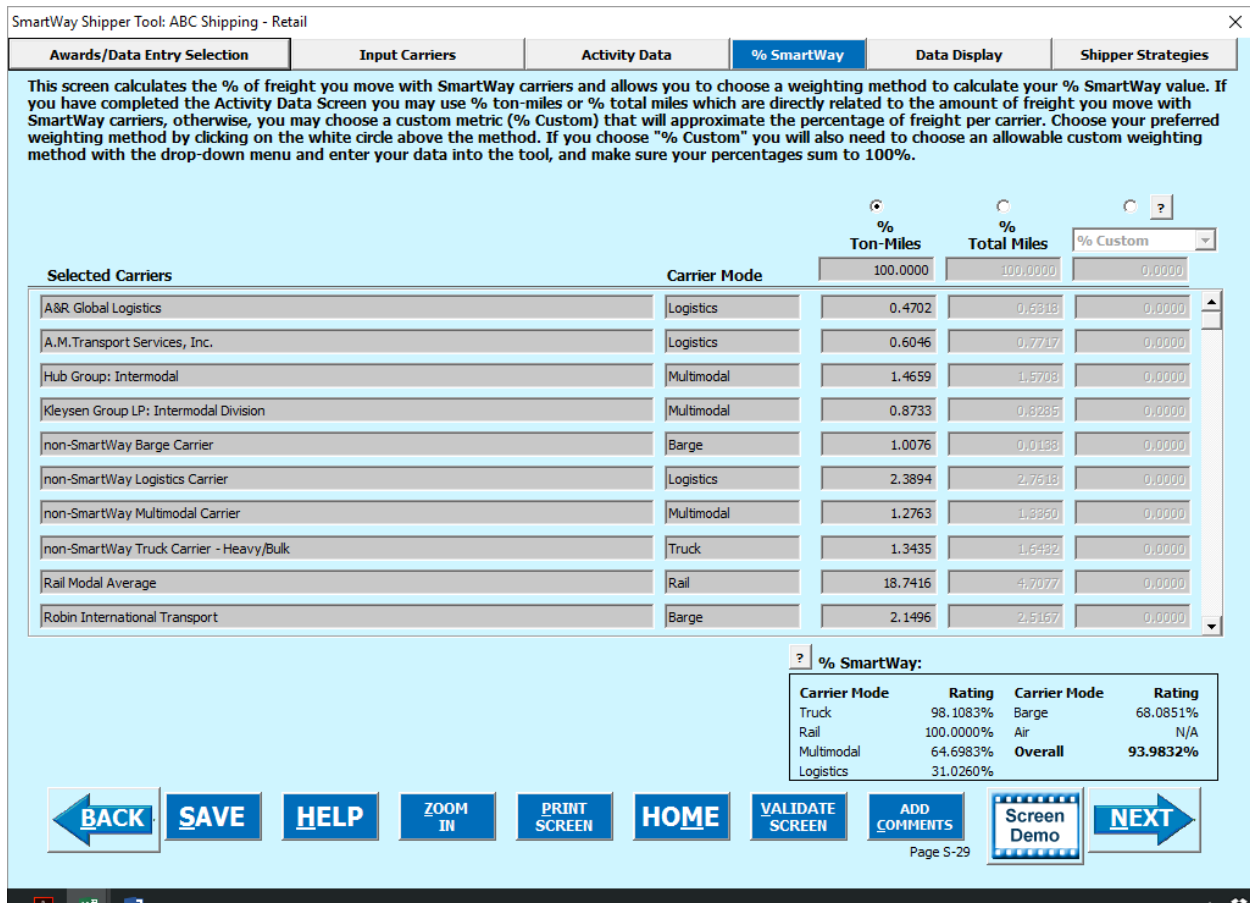 SmartWay Shipper Tool: ABC Shipping - Retail
Awards/Data Entry Selection Input Carriers Activity Data % SmartWay Data Display Shipper Strategies
This screen calculates the % of freight you move with SmartWay carriers and allows you to choose a weighting method to calculate your % SmartWay value. If
you have completed the Activity Data Screen you may use % ton-miles or % total miles which are directly related to the amount of freight you move with
SmartWay carriers, otherwise, you may choose a custom metric (% Custom) that will approximate the percentage of freight per carrier. Choose your preferred
weighting method by clicking on the white circle above the method. If you choose "% Custom" you will also need to choose an allowable custom weighting
method with the drop-down menu and enter your data into the tool, and make sure your percentages sum to 100%.
?
% %
Ton-Miles Total Miles % Custom
Selected Carriers Carrier Mode 100.0000 100.0000 0.0000
A&R Global Logistics Logistics 0.4702 0.6318 0.0000
A.M.Transport Services, Inc. Logistics 0.6046 0.7717 0.0000
Hub Group: Intermodal Multimodal 1.4659 1.5708 0.0000
Kleysen Group LP: Intermodal Division Multimodal 0.8733 0.8285 0.0000
non-SmartWay Barge Carrier Barge 1.0076 0.0138 0.0000
non-SmartWay Logistics Carrier Logistics 2.3894 2.7618 0.0000
non-SmartWay Multimodal Carrier Multimodal 1.2763 1.3360 0.0000
non-SmartWay Truck Carrier - Heavy/Bulk Truck 1.3435 1.6432 0.0000
Rail Modal Average Rail 18.7416 4.7077 0.0000
Robin International Transport Barge 2.1496 2.5167 0.0000
? % SmartWay:
Carrier Mode Rating Carrier Mode Rating
Truck 98.1083% Barge 68.0851%
Rail 100.0000% Air N/A
Multimodal 64.6983% Overall 93.9832%
Logistics 31.0260%
BACK SAVE HELP ZOOM IN PRINT SCREEN HOME VALIDATE SCREEN ADD COMMENTS Screen Demo NEXT
Page S-29